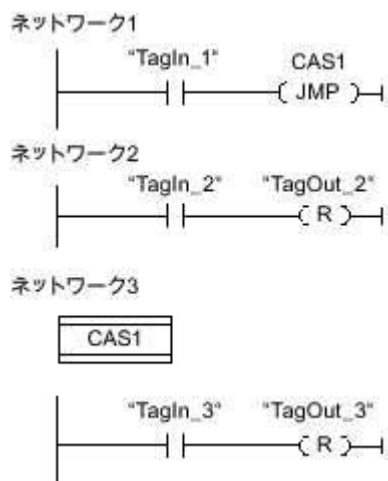 ネットワーク1
"TagIn_1" CAS1
JMP
ネットワーク2
"TagIn_2" "TagOut_2"
R
ネットワーク3
CAS1
"TagIn_3" "TagOut_3"
R